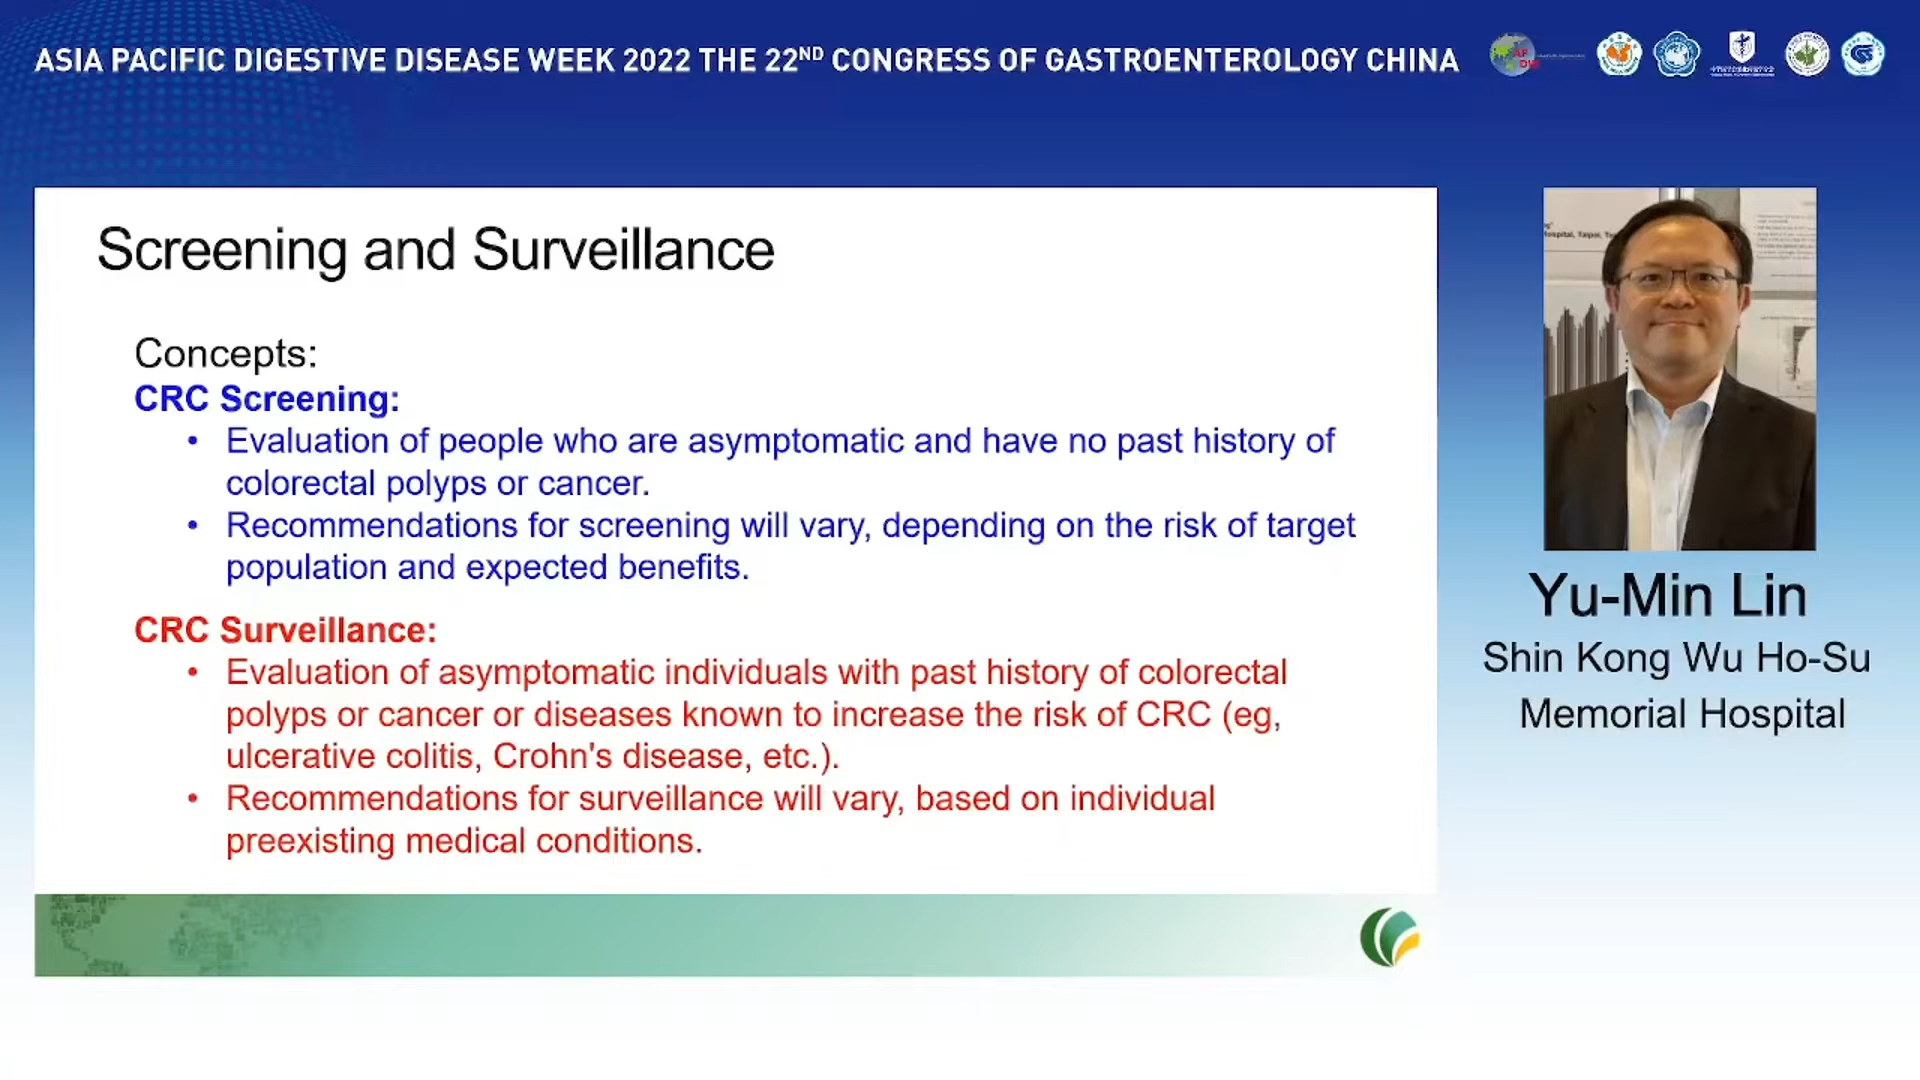 ASIA PACIFIC DIGESTIVE DISEASE WEEK 2022 THE 22ND CONGRESS OF GASTROENTEROLOGY CHINA
Screening and Surveillance
Concepts:
CRC Screening:
• Evaluation of people who are asymptomatic and have no past history of
colorectal polyps or cancer.
• Recommendations for screening will vary, depending on the risk of target
population and expected benefits.
CRC Surveillance:
• Evaluation of asymptomatic individuals with past history of colorectal
polyps or cancer or diseases known to increase the risk of CRC (eg,
ulcerative colitis, Crohn's disease, etc.).
• Recommendations for surveillance will vary, based on individual
preexisting medical conditions.
Hospital, Taipei,
Yu-Min Lin
Shin Kong Wu Ho-Su
Memorial Hospital